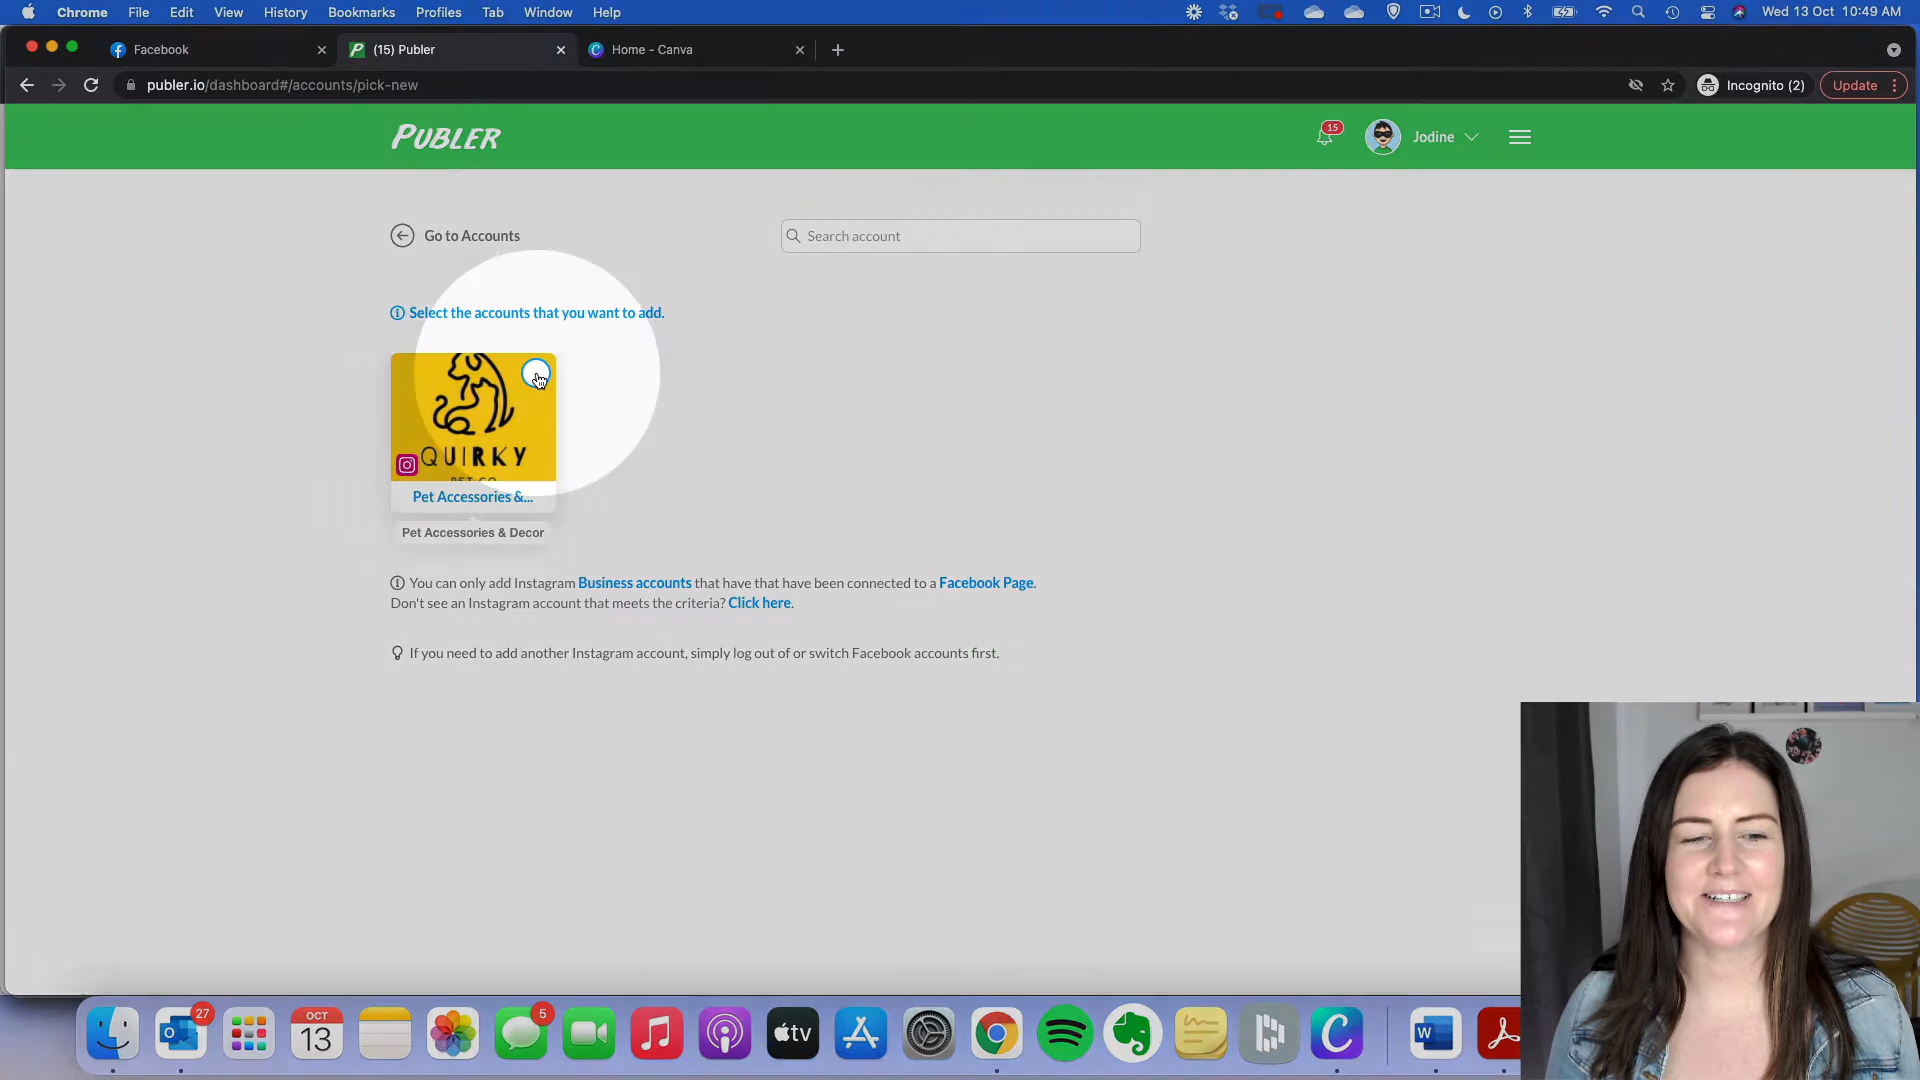 Chrome File Edit View History Bookmarks Profiles Tab Window Help Wed 13 Oct 10:49 AM
Facebook (15) Publer Home - Canva
publer.io/dashboard#/accounts/pick-new Incognito (2) Update
PUBLER 15 Jodine
Go to Accounts Search account
Select the accounts that you want to add.
QUIRKY
PET CO
Pet Accessories &...
Pet Accessories & Decor
You can only add Instagram Business accounts that have that have been connected to a Facebook Page.
Don't see an Instagram account that meets the criteria? Click here.
If you need to add another Instagram account, simply log out of or switch Facebook accounts first.
27 OCT 5
13 tv W